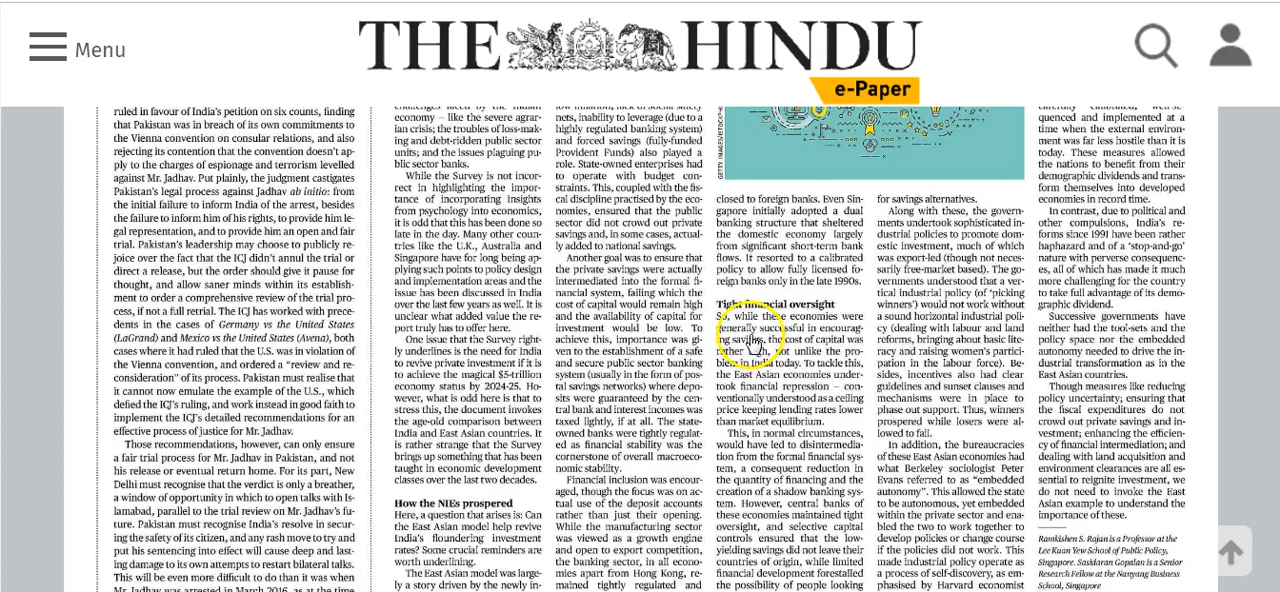 Menu
THE HINDU
e-Paper
ruled in favour of India's petition on six counts, finding
that Pakistan was in breach of its own commitments to
the Vienna convention on consular relations, and also
rejecting its contention that the convention doesn't ap-
ply to the charges of espionage and terrorism levelled
against Mr. Jadhav. Put plainly, the judgment castigates
Pakistan's legal process against Jadhav ab initio: from
the initial failure to inform India of the arrest, besides
the failure to inform him of his rights, to provide him le-
gal representation, and to provide him an open and fair
trial. Pakistan's leadership may choose to publicly re-
joice over the fact that the ICJ didn't annul the trial or
direct a release, but the order should give it pause for
thought, and allow saner minds within its establish-
ment to order a comprehensive review of the trial pro-
cess, if not a full retrial. The ICJ has worked with prece-
dents in the cases of Germany vs the United States
(LaGrand) and Mexico vs the United States (Avena), both
cases where it had ruled that the U.S. was in violation of
the Vienna convention, and ordered a "review and re-
consideration" of its process. Pakistan must realise that
it cannot now emulate the example of the U.S., which
defied the ICJ's ruling, and work instead in good faith to
implement the ICJ's detailed recommendations for an
effective process of justice for Mr. Jadhav.
Those recommendations, however, can only ensure
a fair trial process for Mr. Jadhav in Pakistan, and not
his release or eventual return home. For its part, New
Delhi must recognise that the verdict is only a breather,
a window of opportunity in which to open talks with Is-
lamabad, parallel to the trial review on Mr. Jadhav's fu-
ture. Pakistan must recognise India's resolve in secur-
ing the safety of its citizen, and any rash move to try and
put his sentencing into effect will cause deep and last-
ing damage to its own attempts to restart bilateral talks.
This will be even more difficult to do than it was when
Mr. Jadhav was arrested in March 2016, as at the time
challenges faced by the Indian
economy – like the severe agrar-
ian crisis; the troubles of loss-mak-
ing and debt-ridden public sector
units; and the issues plaguing pu-
blic sector banks.
While the Survey is not incor-
rect in highlighting the impor-
tance of incorporating insights
from psychology into economics,
it is odd that this has been done so
late in the day. Many other coun-
tries like the U.K., Australia and
Singapore have for long being ap-
plying such points to policy design
and implementation areas and the
issue has been discussed in India
over the last few years as well. It is
unclear what added value the re-
port truly has to offer here.
One issue that the Survey right-
ly underlines is the need for India
to revive private investment if it is
to achieve the magical $5-trillion
economy status by 2024-25. Ho-
wever, what is odd here is that to
stress this, the document invokes
the age-old comparison between
India and East Asian countries. It
is rather strange that the Survey
brings up something that has been
taught in economic development
classes over the last two decades.
How the NIEs prospered
Here, a question that arises is: Can
the East Asian model help revive
India's floundering investment
rates? Some crucial reminders are
worth underlining.
The East Asian model was large-
ly a story driven by the newly in-
low inflation, lack of social safety
nets, inability to leverage (due to a
highly regulated banking system)
and forced savings (fully-funded
Provident Funds) also played a
role. State-owned enterprises had
to operate with budget con-
straints. This, coupled with the fis-
cal discipline practised by the eco-
nomies, ensured that the public
sector did not crowd out private
savings and, in some cases, actual-
ly added to national savings.
Another goal was to ensure that
the private savings were actually
intermediated into the formal fi-
nancial system, failing which the
cost of capital would remain high
and the availability of capital for
investment would be low. To
achieve this, importance was gi-
ven to the establishment of a safe
and secure public sector banking
system (usually in the form of pos-
tal savings networks) where depo-
sits were guaranteed by the cen-
tral bank and interest incomes was
taxed lightly, if at all. The state-
owned banks were tightly regulat-
ed as financial stability was the
cornerstone of overall macroeco-
nomic stability.
Financial inclusion was encour-
aged, though the focus was on ac-
tual use of the deposit accounts
rather than just their opening.
While the manufacturing sector
was viewed as a growth engine
and open to export competition,
the banking sector, in all econo-
mies apart from Hong Kong, re-
mained tightly regulated and
closed to foreign banks. Even Sin-
gapore initially adopted a dual
banking structure that sheltered
the domestic economy largely
from significant short-term bank
flows. It resorted to a calibrated
policy to allow fully licensed fo-
reign banks only in the late 1990s.
Tight financial oversight
So, while these economies were
generally successful in encourag-
ing savings, the cost of capital was
rather high, not unlike the pro-
blem in India today. To tackle this,
the East Asian economies under-
took financial repression – con-
ventionally understood as a ceiling
price keeping lending rates lower
than market equilibrium.
This, in normal circumstances,
would have led to disintermedia-
tion from the formal financial sys-
tem, a consequent reduction in
the quantity of financing and the
creation of a shadow banking sys-
tem. However, central banks of
these economies maintained tight
oversight, and selective capital
controls ensured that the low-
yielding savings did not leave their
countries of origin, while limited
financial development forestalled
the possibility of people looking
for savings alternatives.
Along with these, the govern-
ments undertook sophisticated in-
dustrial policies to promote dom-
estic investment, much of which
was export-led (though not neces-
sarily free-market based). The go-
vernments understood that a ver-
tical industrial policy (of 'picking
winners') would not work without
a sound horizontal industrial pol-
icy (dealing with labour and land
reforms, bringing about basic lite-
racy and raising women's partici-
pation in the labour force). Be-
sides, incentives also had clear
guidelines and sunset clauses and
mechanisms were in place to
phase out support. Thus, winners
prospered while losers were al-
lowed to fail.
In addition, the bureaucracies
of these East Asian economies had
what Berkeley sociologist Peter
Evans referred to as "embedded
autonomy". This allowed the state
to be autonomous, yet embedded
within the private sector and ena-
bled the two to work together to
develop policies or change course
if the policies did not work. This
made industrial policy operate as
a process of self-discovery, as em-
phasised by Harvard economist
carefully calibrated, well-se-
quenced and implemented at a
time when the external environ-
ment was far less hostile than it is
today. These measures allowed
the nations to benefit from their
demographic dividends and trans-
form themselves into developed
economies in record time.
In contrast, due to political and
other compulsions, India's re-
forms since 1991 have been rather
haphazard and of a 'stop-and-go'
nature with perverse consequenc-
es, all of which has made it much
more challenging for the country
to take full advantage of its demo-
graphic dividend.
Successive governments have
neither had the tool-sets and the
policy space nor the embedded
autonomy needed to drive the in-
dustrial transformation as in the
East Asian countries.
Though measures like reducing
policy uncertainty; ensuring that
the fiscal expenditures do not
crowd out private savings and in-
vestment; enhancing the efficien-
cy of financial intermediation; and
dealing with land acquisition and
environment clearances are all es-
sential to reignite investment, we
do not need to invoke the East
Asian example to understand the
importance of these.
Ramkishen S. Rajan is a Professor at the
Lee Kuan Yew School of Public Policy,
Singapore. Sasidaran Gopalan is a Senior
Research Fellow at the Nanyang Business
School, Singapore